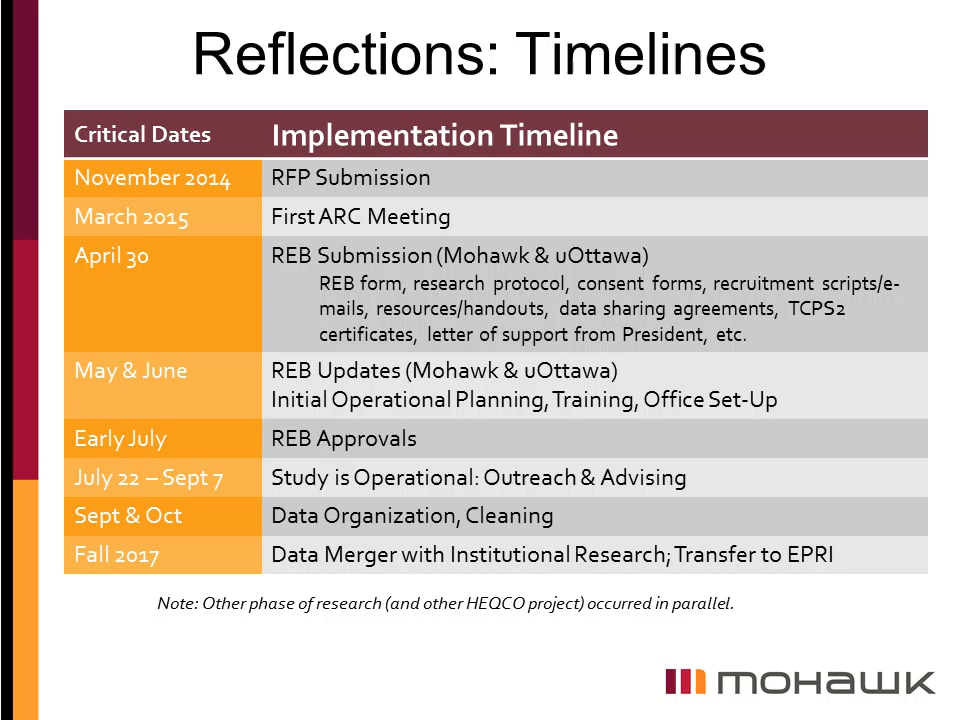 Reflections: Timelines
Critical Dates Implementation Timeline
November 2014 RFP Submission
March 2015 First ARC Meeting
April 30 REB Submission (Mohawk & uOttawa)
REB form, research protocol, consent forms, recruitment scripts/e-
mails, resources/handouts, data sharing agreements, TCPS2
certificates, letter of support from President, etc.
May & June REB Updates (Mohawk & uOttawa)
Initial Operational Planning, Training, Office Set-Up
Early July REB Approvals
July 22 – Sept 7 Study is Operational: Outreach & Advising
Sept & Oct Data Organization, Cleaning
Fall 2017 Data Merger with Institutional Research; Transfer to EPRI
Note: Other phase of research (and other HEQCO project) occurred in parallel.
mohawk